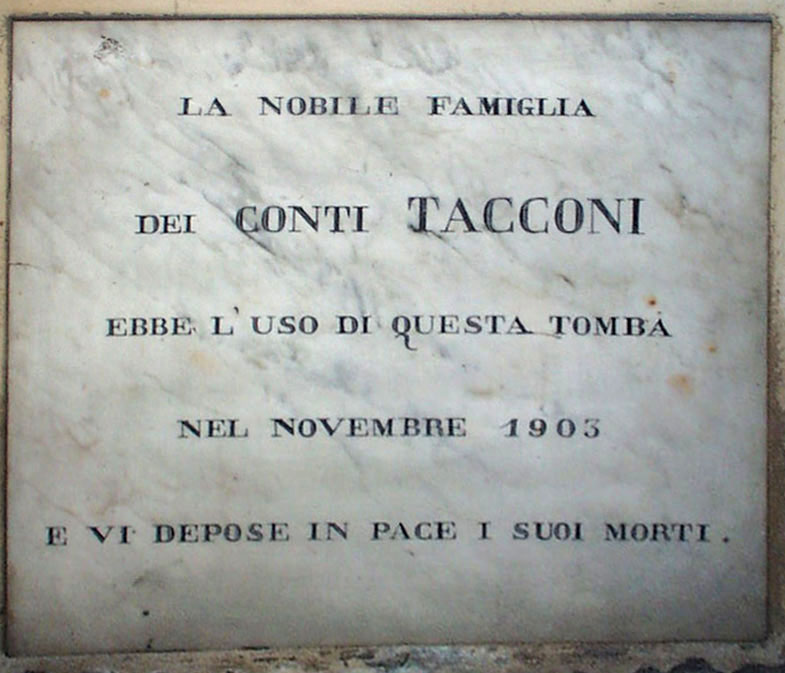 LA NOBILE FAMIGLIA
DEI CONTI TACCONI
EBBE L'USO DI QUESTA TOMBA
NEL NOVEMBRE 1903
E VI DEPOSE IN PACE I SUOI MORTI.